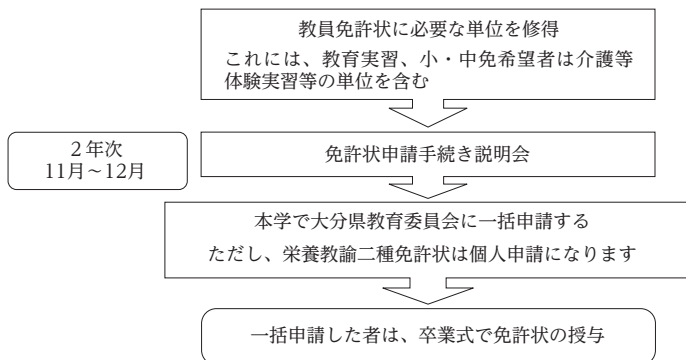 教員免許状に必要な単位を修得
これには、教育実習、小・中免希望者は介護等
体験実習等の単位を含む
２年次
11月～12月
免許状申請手続き説明会
本学で大分県教育委員会に一括申請する
ただし、栄養教諭二種免許状は個人申請になります
一括申請した者は、卒業式で免許状の授与